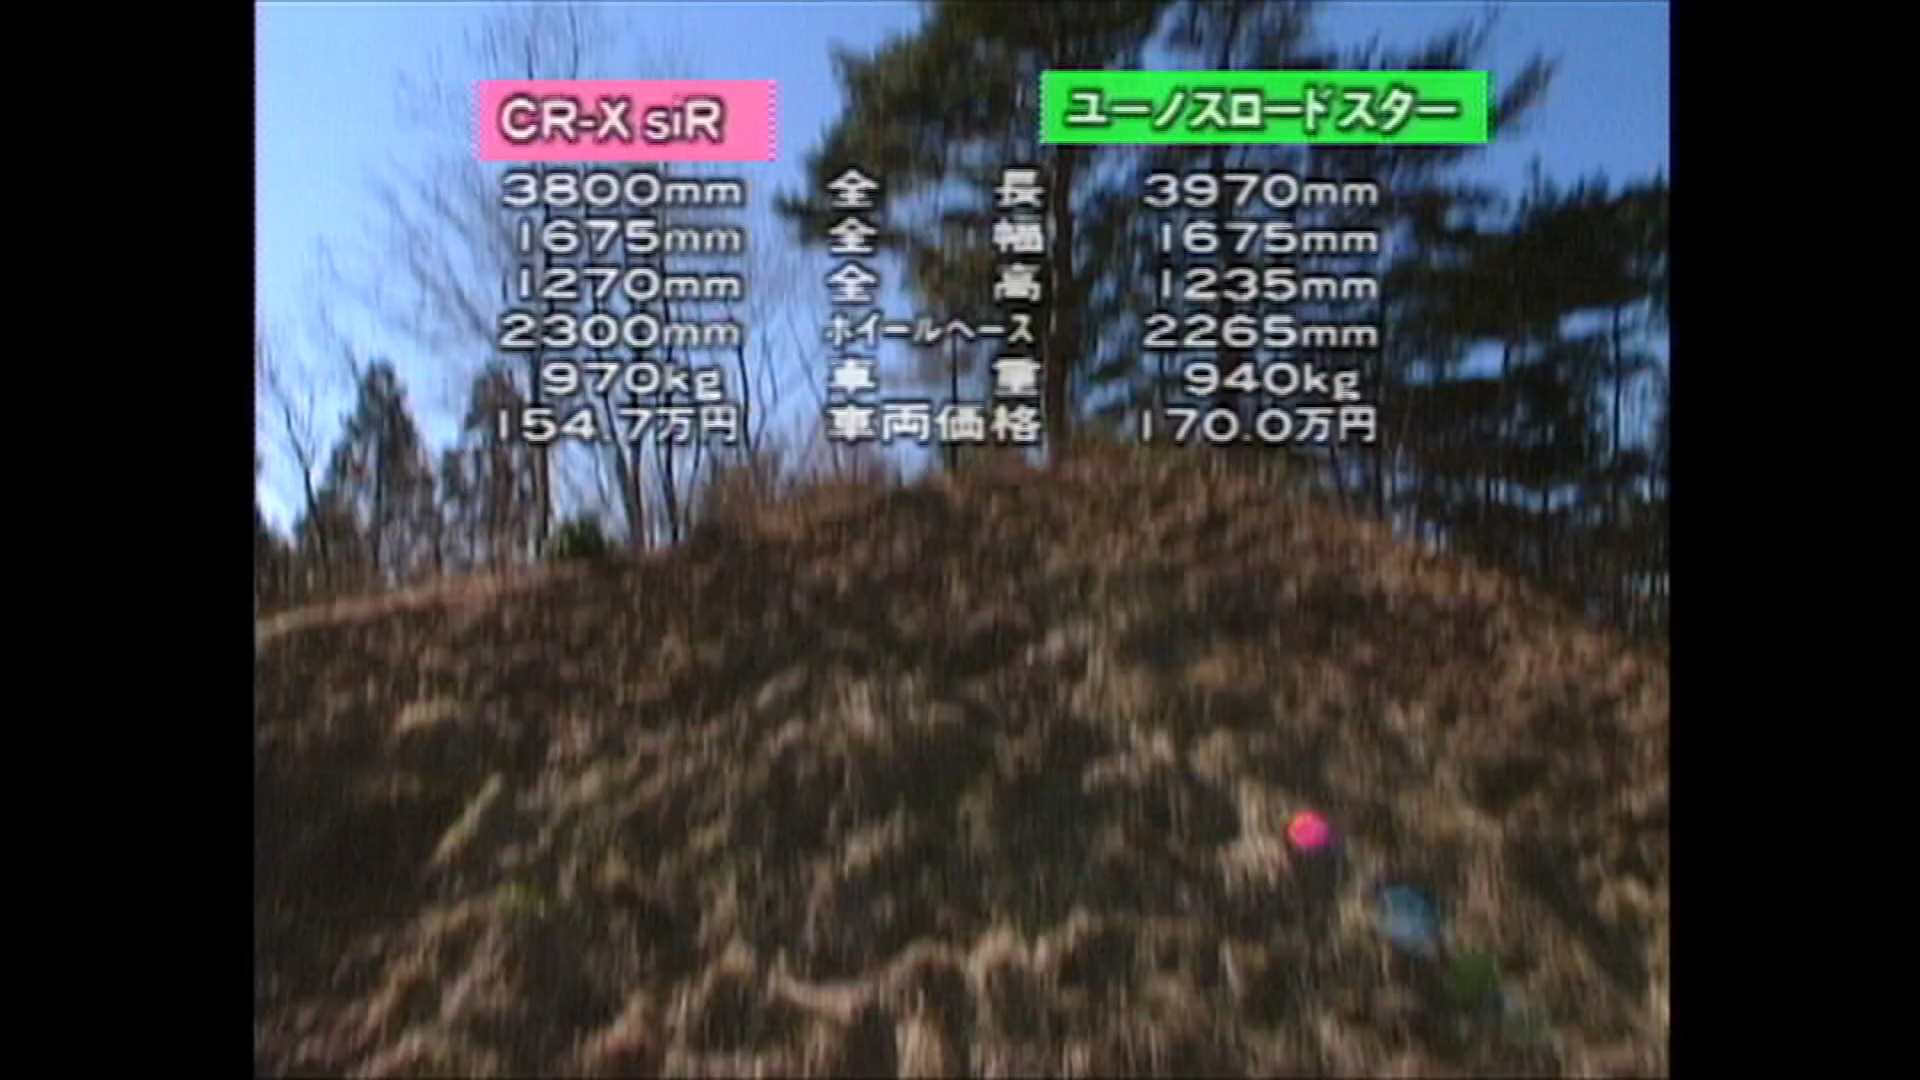 CR-X siR ユーノスロードスター
3800mm 全長 3970mm
1675mm 全幅 1675mm
1270mm 全高 1235mm
2300mm ホイールベース 2265mm
970kg 車重 940kg
154.7万円 車両価格 170.0万円